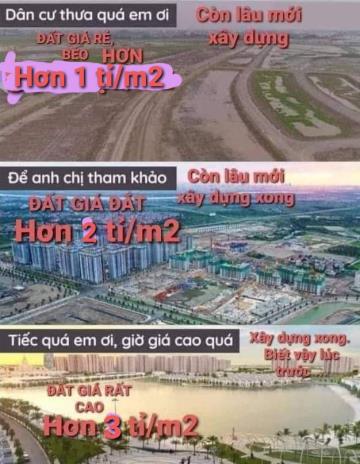 Dân cư thưa quá em ơi
Còn lâu mới
xây dựng
ĐẤT GIÁ RẺ,
BÉO HƠN
Hơn 1 tỉ/m2
Để anh chị tham khảo
Còn lâu mới
xây dựng xong
ĐẤT GIÁ ĐẤT
Hơn 2 tỉ/m2
Tiếc quá em ơi, giờ giá cao quá
Xây dựng xong.
Biết vậy lúc
trước...
ĐẤT GIÁ RẤT
CAO
Hơn 3 tỉ/m2